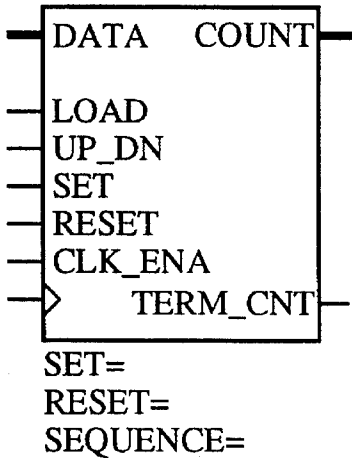 DATA COUNT
LOAD
UP_DN
SET
RESET
CLK_ENA
TERM_CNT
SET=
RESET=
SEQUENCE=